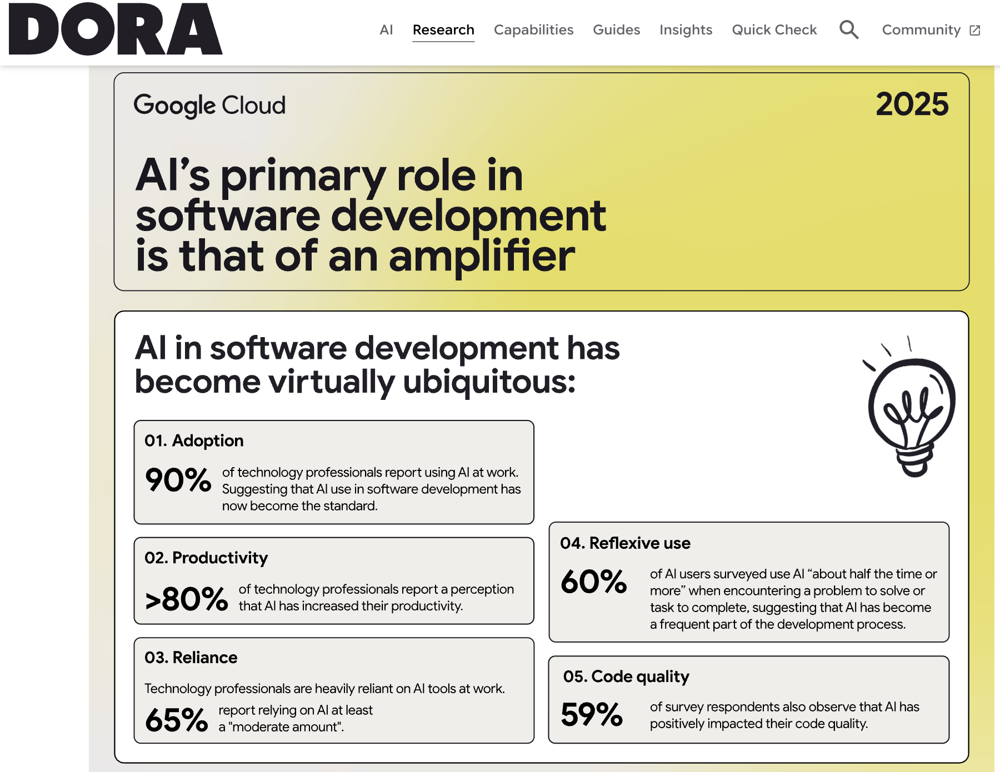 DORA
AI Research Capabilities Guides Insights Quick Check Community
Google Cloud
2025
AI’s primary role in
software development
is that of an amplifier
AI in software development has
become virtually ubiquitous:
01. Adoption
90%
of technology professionals report using AI at work.
Suggesting that AI use in software development has
now become the standard.
02. Productivity
>80%
of technology professionals report a perception
that AI has increased their productivity.
03. Reliance
Technology professionals are heavily reliant on AI tools at work.
65%
report relying on AI at least
a "moderate amount".
04. Reflexive use
60%
of AI users surveyed use AI “about half the time or
more” when encountering a problem to solve or
task to complete, suggesting that AI has become
a frequent part of the development process.
05. Code quality
59%
of survey respondents also observe that AI has
positively impacted their code quality.